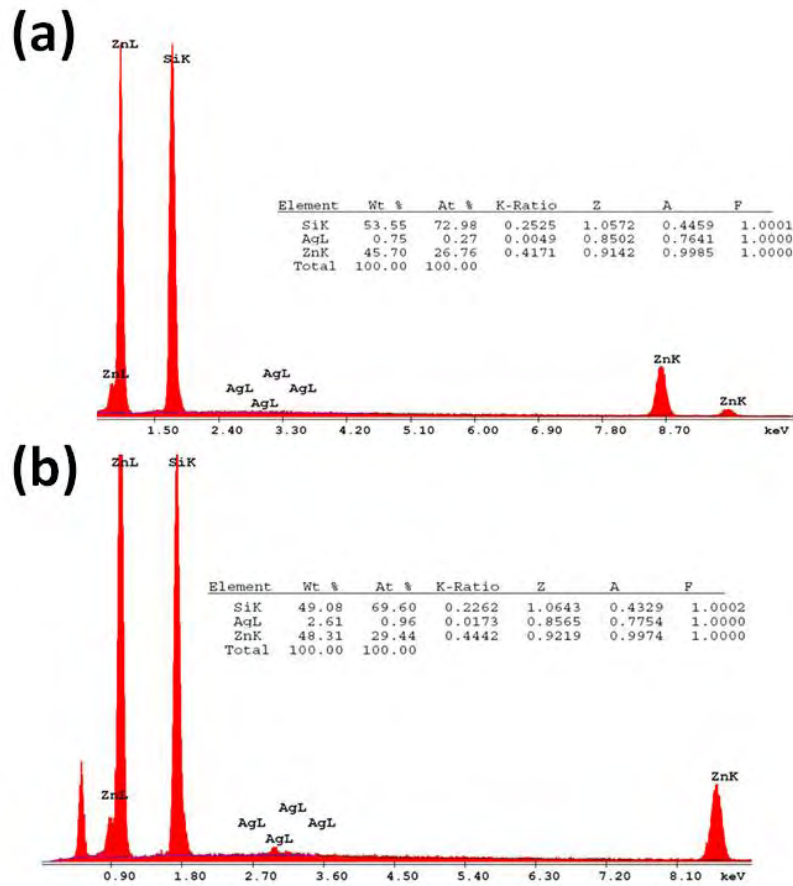 (a)
ZnL
SiK
Element Wt % At % K-Ratio Z A F
SiK 53.55 72.98 0.2525 1.0572 0.4459 1.0001
AgL 0.75 0.27 0.0049 0.8502 0.7641 1.0000
ZnK 45.70 26.76 0.4171 0.9142 0.9985 1.0000
Total 100.00 100.00
ZnL
AgL
AgL AgL
AgL
ZnK
ZnK
1.50 2.40 3.30 4.20 5.10 6.00 6.90 7.80 8.70 keV
(b)
ZnL
SiK
Element Wt % At % K-Ratio Z A F
SiK 49.08 69.60 0.2262 1.0643 0.4329 1.0002
AgL 2.61 0.96 0.0173 0.8565 0.7754 1.0000
ZnK 48.31 29.44 0.4442 0.9219 0.9974 1.0000
Total 100.00 100.00
ZnK
ZnL
AgL
AgL AgL
AgL
0.90 1.80 2.70 3.60 4.50 5.40 6.30 7.20 8.10 keV